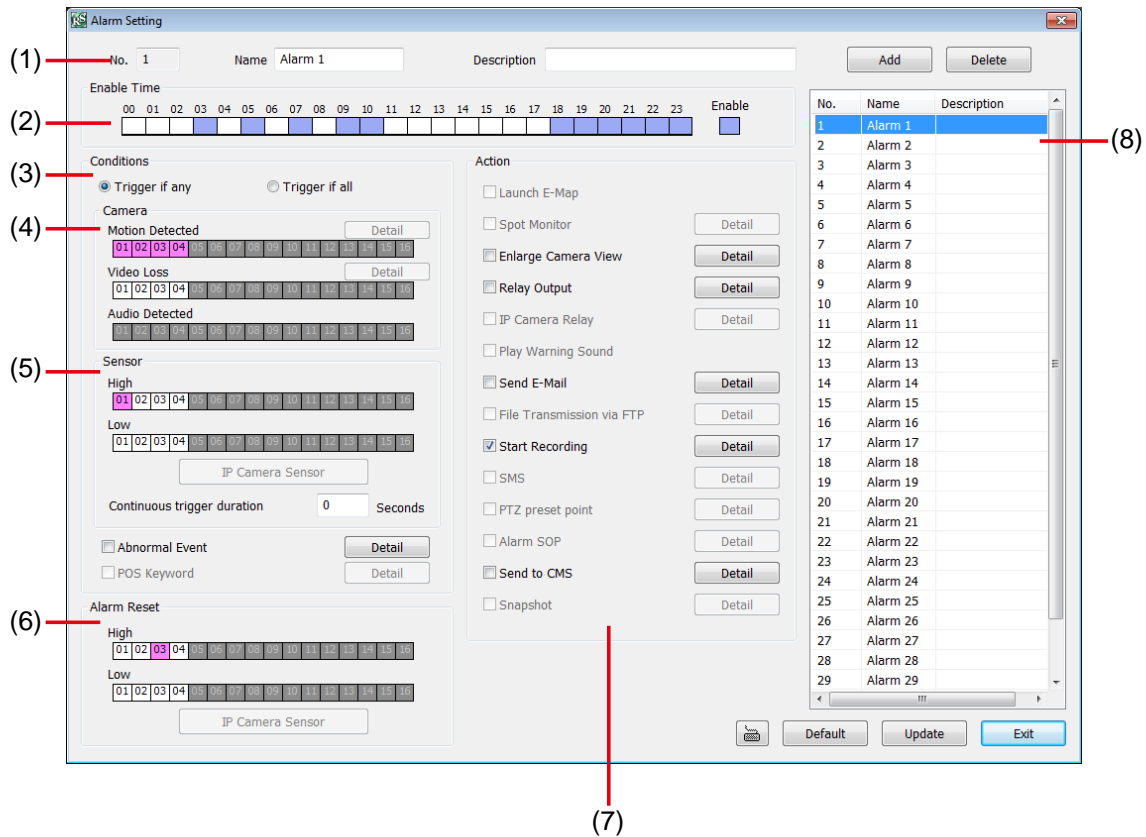 Alarm Setting
(1)
No. 1 Name Alarm 1 Description Add Delete
Enable Time
(2)
00 01 02 03 04 05 06 07 08 09 10 11 12 13 14 15 16 17 18 19 20 21 22 23 Enable
Conditions
(3)
Trigger if any Trigger if all
Camera
(4)
Motion Detected Detail
01 02 03 04 05 06 07 08 09 10 11 12 13 14 15 16
Video Loss Detail
01 02 03 04 05 06 07 08 09 10 11 12 13 14 15 16
Audio Detected
01 02 03 04 05 06 07 08 09 10 11 12 13 14 15 16
Sensor
(5)
High
01 02 03 04 05 06 07 08 09 10 11 12 13 14 15 16
Low
01 02 03 04 05 06 07 08 09 10 11 12 13 14 15 16
IP Camera Sensor
Continuous trigger duration 0 Seconds
Abnormal Event Detail
POS Keyword Detail
Alarm Reset
(6)
High
01 02 03 04 05 06 07 08 09 10 11 12 13 14 15 16
Low
01 02 03 04 05 06 07 08 09 10 11 12 13 14 15 16
IP Camera Sensor
Action
Launch E-Map
Spot Monitor Detail
Enlarge Camera View Detail
Relay Output Detail
IP Camera Relay Detail
Play Warning Sound
Send E-Mail Detail
File Transmission via FTP Detail
Start Recording Detail
SMS Detail
PTZ preset point Detail
Alarm SOP Detail
Send to CMS Detail
Snapshot Detail
(7)
No. Name Description
1 Alarm 1
(8)
2 Alarm 2
3 Alarm 3
4 Alarm 4
5 Alarm 5
6 Alarm 6
7 Alarm 7
8 Alarm 8
9 Alarm 9
10 Alarm 10
11 Alarm 11
12 Alarm 12
13 Alarm 13
14 Alarm 14
15 Alarm 15
16 Alarm 16
17 Alarm 17
18 Alarm 18
19 Alarm 19
20 Alarm 20
21 Alarm 21
22 Alarm 22
23 Alarm 23
24 Alarm 24
25 Alarm 25
26 Alarm 26
27 Alarm 27
28 Alarm 28
29 Alarm 29
Default Update Exit